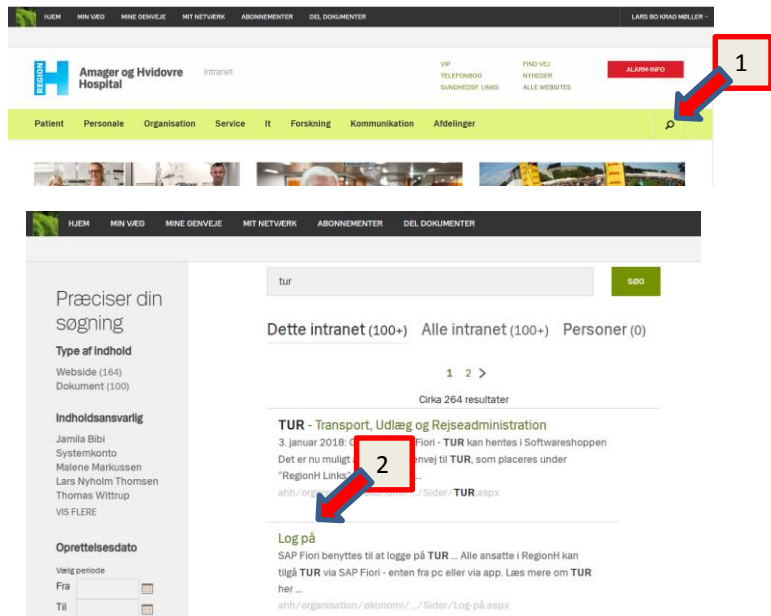 HJEM MIN VÆG MINE GENVEJE MIT NETVÆRK ABONNEMENTER DEL DOKUMENTER LARS BO KRAG MØLLER
1
REGION H
Amager og Hvidovre Hospital
Intranet
VIP
TELEFONBOG
SUNDHEDSF. LINKS
FIND VEJ
NYHEDER
ALLE WEBSITES
ALARM-INFO
Patient Personale Organisation Service It Forskning Kommunikation Afdelinger
HJEM MIN VÆG MINE GENVEJE MIT NETVÆRK ABONNEMENTER DEL DOKUMENTER
Præciser din
søgning
Type af indhold
Webside (164)
Dokument (100)
Indholdsansvarlig
Jamila Bibi
Systemkonto
Malene Markussen
Lars Nyholm Thomsen
Thomas Wittrup
VIS FLERE
Oprettelsesdato
Vælg periode
Fra
Til
tur SØG
Dette intranet (100+) Alle intranet (100+) Personer (0)
1 2 >
Cirka 264 resultater
TUR - Transport, Udlæg og Rejseadministration
3. januar 2018: Fiori - TUR kan hentes i Softwareshoppen
Det er nu muligt genvej til TUR, som placeres under
"RegionH Links" ...
ahh/organisation/økonomi/.../Sider/TUR.aspx
2
Log på
SAP Fiori benyttes til at logge på TUR ... Alle ansatte i RegionH kan
tilgå TUR via SAP Fiori - enten fra pc eller via app. Læs mere om TUR
her ...
ahh/organisation/økonomi/.../Sider/Log-på.aspx